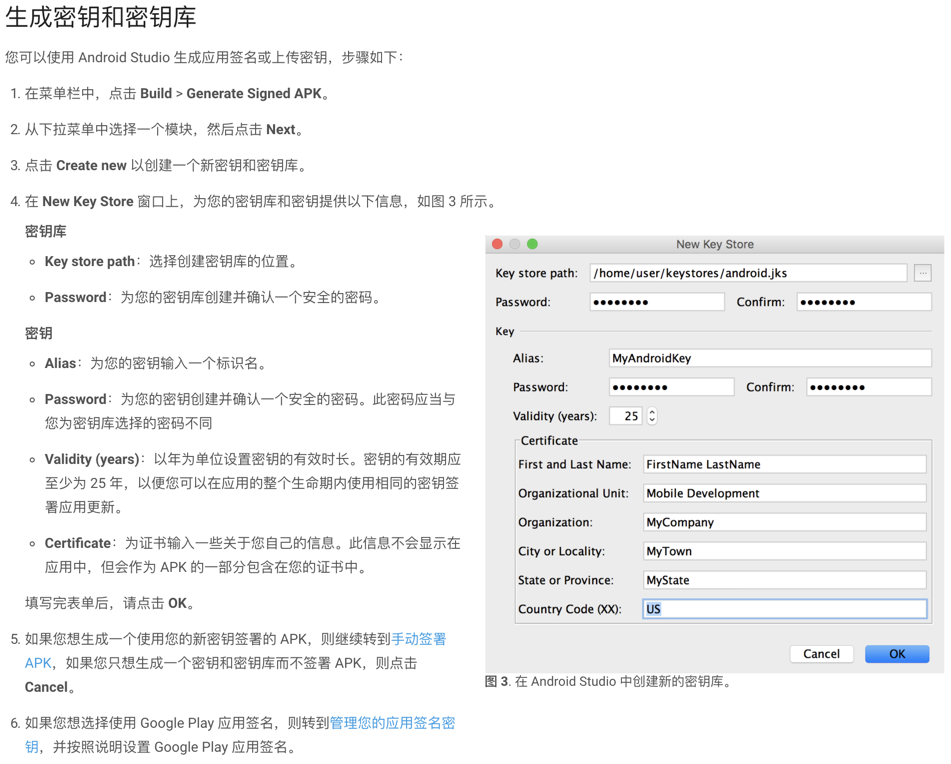 生成密钥和密钥库
您可以使用 Android Studio 生成应用签名或上传密钥，步骤如下：
1. 在菜单栏中，点击 Build > Generate Signed APK。
2. 从下拉菜单中选择一个模块，然后点击 Next。
3. 点击 Create new 以创建一个新密钥和密钥库。
4. 在 New Key Store 窗口上，为您的密钥库和密钥提供以下信息，如图 3 所示。
密钥库
Key store path：选择创建密钥库的位置。
Password：为您的密钥库创建并确认一个安全的密码。
密钥
Alias：为您的密钥输入一个标识名。
Password：为您的密钥创建并确认一个安全的密码。此密码应当与
您为密钥库选择的密码不同
Validity (years)：以年为单位设置密钥的有效时长。密钥的有效期应
至少为 25 年，以便您可以在应用的整个生命期内使用相同的密钥签
署应用更新。
Certificate：为证书输入一些关于您自己的信息。此信息不会显示在
应用中，但会作为 APK 的一部分包含在您的证书中。
填写完表单后，请点击 OK。
5. 如果您想生成一个使用您的新密钥签署的 APK，则继续转到手动签署
APK，如果您只想生成一个密钥和密钥库而不签署 APK，则点击
Cancel。
6. 如果您想选择使用 Google Play 应用签名，则转到管理您的应用签名密
钥，并按照说明设置 Google Play 应用签名。
New Key Store
Key store path: /home/user/keystores/android.jks ...
Password: •••••••• Confirm: ••••••••
Key
Alias: MyAndroidKey
Password: •••••••• Confirm: ••••••••
Validity (years): 25
Certificate
First and Last Name: FirstName LastName
Organizational Unit: Mobile Development
Organization: MyCompany
City or Locality: MyTown
State or Province: MyState
Country Code (XX): US
Cancel OK
图 3. 在 Android Studio 中创建新的密钥库。